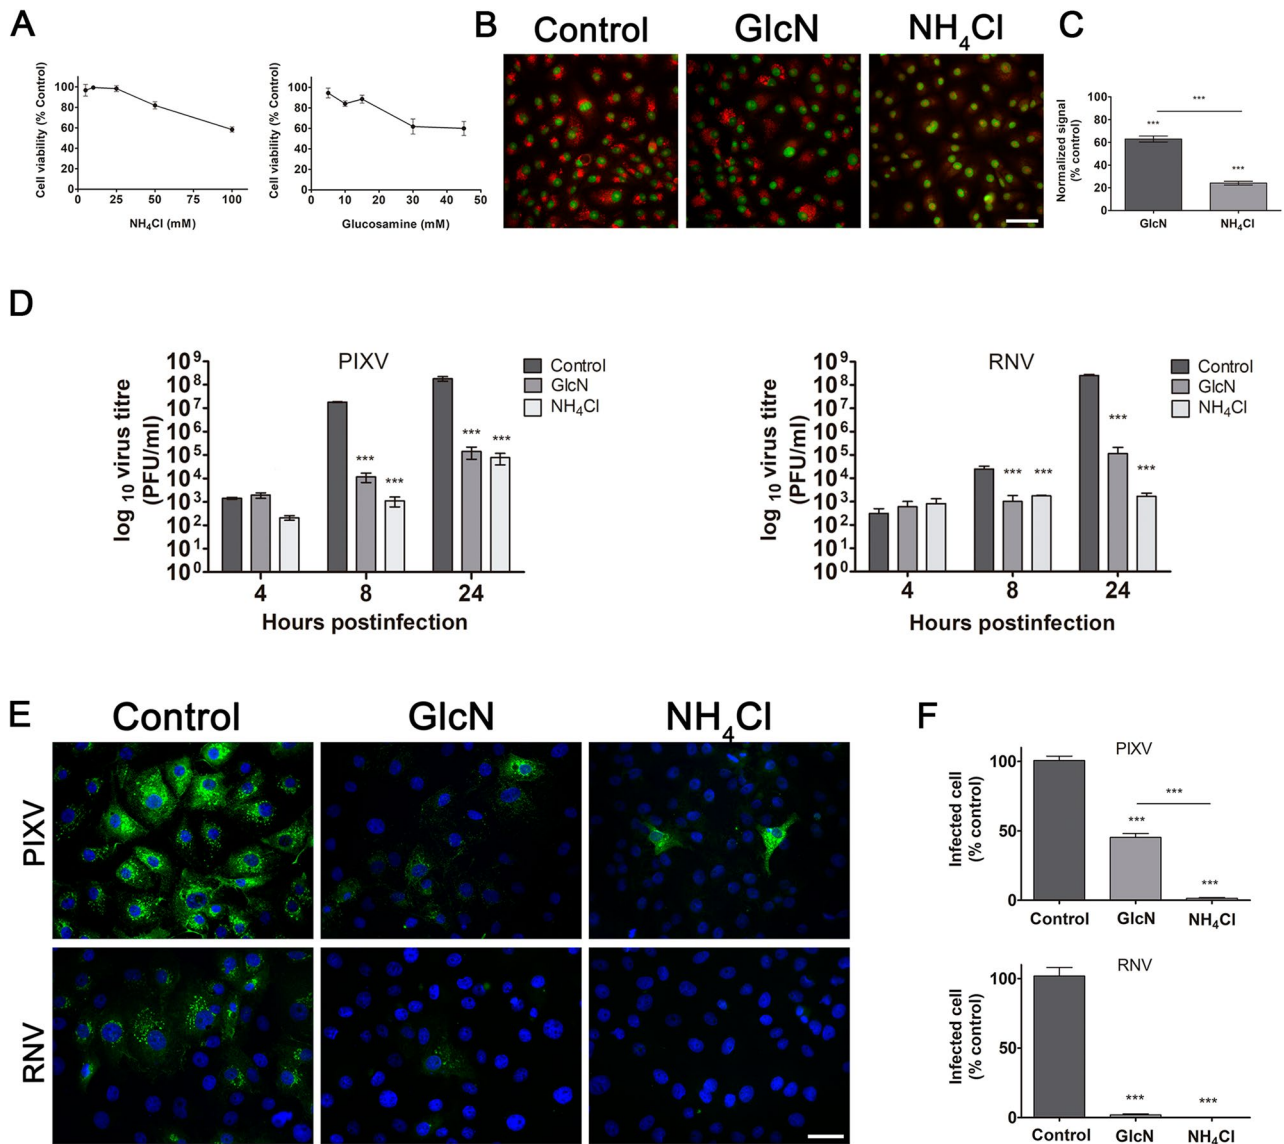 A
Cell viability (% Control)
100
80
60
40
20
0
0
25
50
75
100
NH4Cl (mM)
Cell viability (% Control)
100
80
60
40
20
0
0
10
20
30
40
50
Glucosamine (mM)
B
Control
GlcN
NH4Cl
C
Normalized signal
(% control)
100
80
60
40
20
0
***
***
***
GlcN
NH4Cl
D
PIXV
log 10 virus titre
(PFU/ml)
10^9
10^8
10^7
10^6
10^5
10^4
10^3
10^2
10^1
10^0
***
***
***
***
4
8
24
Hours postinfection
Control
GlcN
NH4Cl
RNV
log 10 virus titre
(PFU/ml)
10^9
10^8
10^7
10^6
10^5
10^4
10^3
10^2
10^1
10^0
***
***
***
***
4
8
24
Hours postinfection
Control
GlcN
NH4Cl
E
Control
GlcN
NH4Cl
PIXV
RNV
F
PIXV
Infected cell
(% control)
100
50
0
***
***
***
Control
GlcN
NH4Cl
RNV
Infected cell
(% control)
100
50
0
***
***
Control
GlcN
NH4Cl